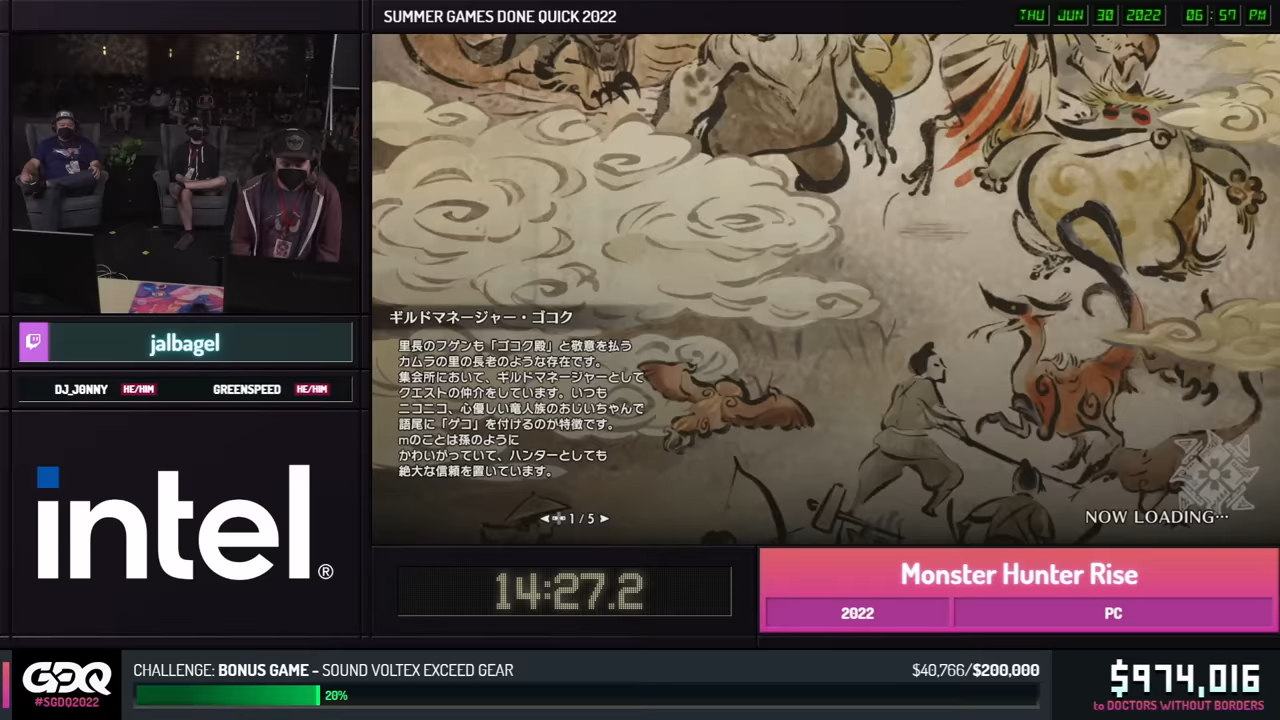 SUMMER GAMES DONE QUICK 2022
THU JUN 30 2022 06:57 PM
ギルドマネージャー・ゴコク
里長のフゲンも「ゴコク殿」と敬意を払う
カムラの里の長老のような存在です。
集会所において、ギルドマネージャーとして
クエストの仲介をしています。いつも
ニコニコ、心優しい竜人族のおじいちゃんで
語尾に「ゲコ」を付けるのが特徴です。
mのことは孫のように
かわいがっていて、ハンターとしても
絶大な信頼を置いています。
1/5
NOW LOADING…
jalbagel
DJ_J0NNY HE/HIM GREENSPEED HE/HIM
intel®
14:27.2
Monster Hunter Rise
2022 PC
GDQ
#SGDQ2022
CHALLENGE: BONUS GAME – SOUND VOLTEX EXCEED GEAR $40,766/$200,000
20%
$974,016
to DOCTORS WITHOUT BORDERS